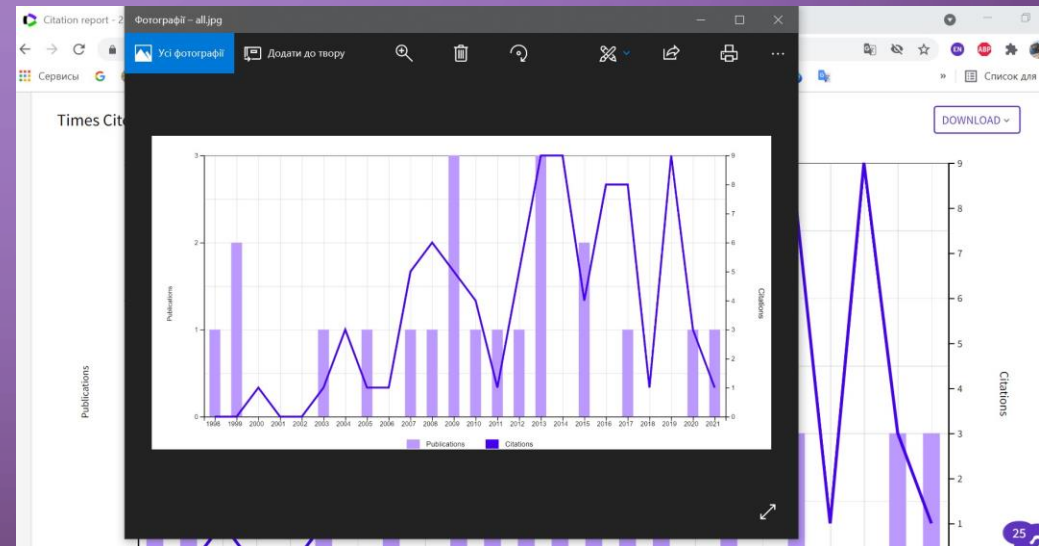 Citation report - 2
Фотографії – all.jpg
Усі фотографії
Додати до твору
EN
ABP
Сервисы
G
»
Список для
Times Cit
DOWNLOAD
3
2
1
0
Publications
9
8
7
6
5
4
3
2
1
0
Citations
1998 1999 2000 2001 2002 2003 2004 2005 2006 2007 2008 2009 2010 2011 2012 2013 2014 2015 2016 2017 2018 2019 2020 2021
Publications Citations
Publications
9
8
7
6
5
4
3
2
1
Citations
25